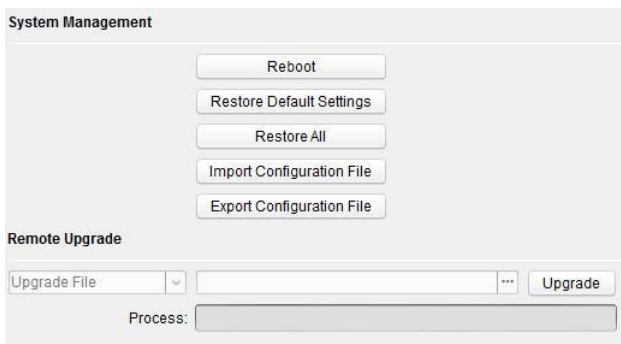 System Management
Reboot
Restore Default Settings
Restore All
Import Configuration File
Export Configuration File
Remote Upgrade
Upgrade File ... Upgrade
Process: